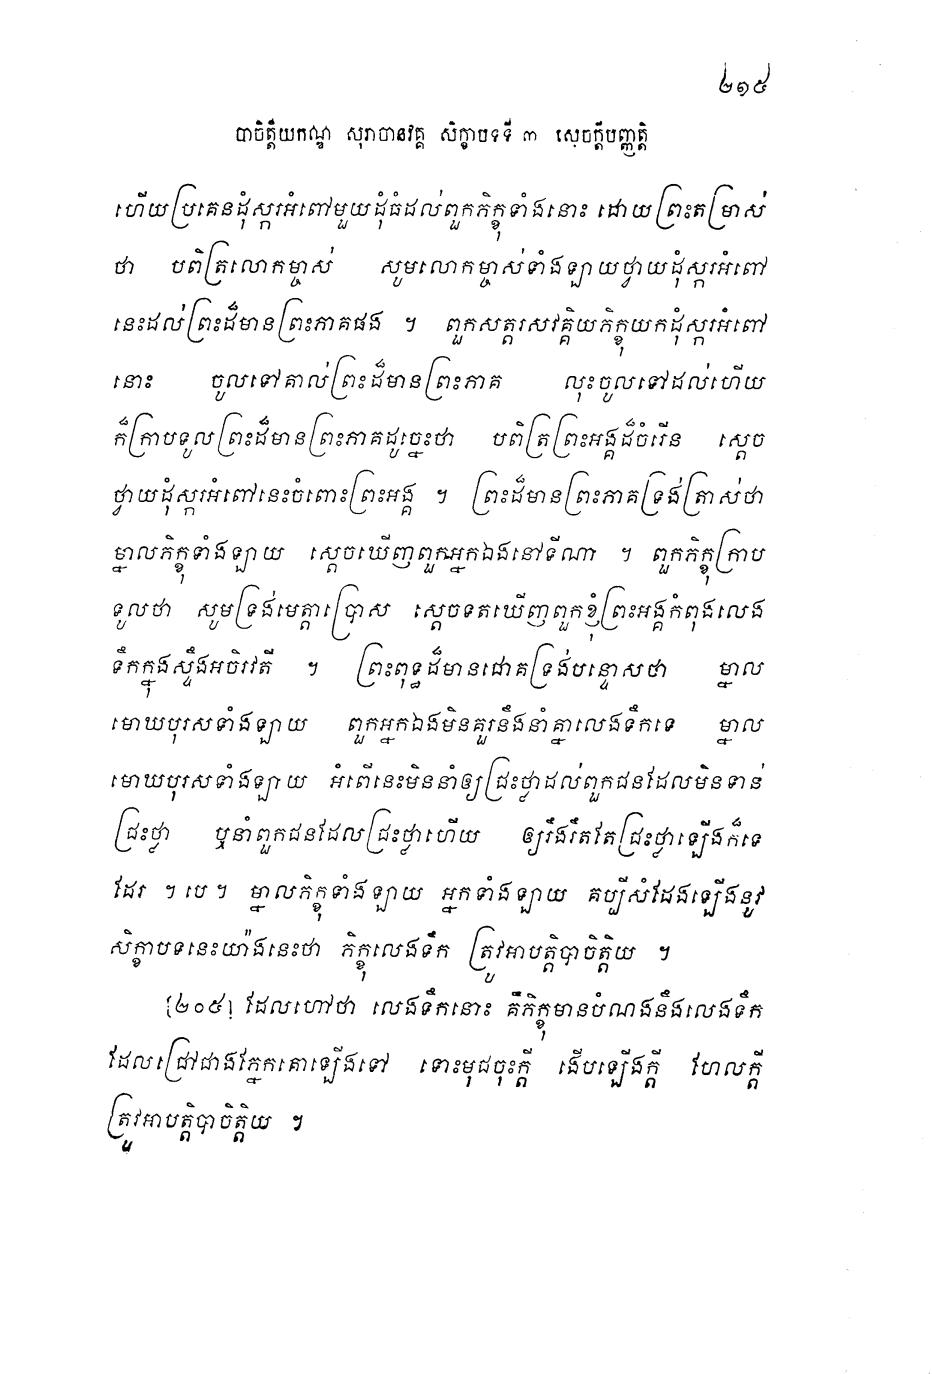 ២១៥
បាចិត្តិយកណ្ឌ សុរាបានវគ្គ សិក្ខាបទទី ៣ សេចក្តីបញ្ញត្តិ
ហើយប្រគេនដុំស្ករអំពៅមួយដុំធំដល់ពួកភិក្ខុទាំងនោះ ដោយព្រះតម្រាស់
ថា បពិត្រលោកម្ចាស់ សូមលោកម្ចាស់ទាំងឡាយថ្វាយដុំស្ករអំពៅ
នេះដល់ព្រះដ៏មានព្រះភាគផង ។ ពួកសត្តរសវគ្គិយភិក្ខុយកដុំស្ករអំពៅ
នោះ ចូលទៅគាល់ព្រះដ៏មានព្រះភាគ លុះចូលទៅដល់ហើយ
ក៏ក្រាបទូលព្រះដ៏មានព្រះភាគដូច្នេះថា បពិត្រព្រះអង្គដ៏ចំរើន ស្តេច
ថ្វាយដុំស្ករអំពៅនេះចំពោះព្រះអង្គ ។ ព្រះដ៏មានព្រះភាគទ្រង់ត្រាស់ថា
ម្នាលភិក្ខុទាំងឡាយ ស្តេចឃើញពួកអ្នកឯងនៅទីណា ។ ពួកភិក្ខុក្រាប
ទូលថា សូមទ្រង់មេត្តាប្រោស ស្តេចទតឃើញពួកខ្ញុំព្រះអង្គកំពុងលេង
ទឹកក្នុងស្ទឹងអចិរវតី ។ ព្រះពុទ្ធដ៏មានជោគទ្រង់បន្ទោសថា ម្នាល
មោឃបុរសទាំងឡាយ ពួកអ្នកឯងមិនគួរនឹងនាំគ្នាលេងទឹកទេ ម្នាល
មោឃបុរសទាំងឡាយ អំពើនេះមិននាំឲ្យជ្រះថ្លាដល់ពួកជនដែលមិនទាន់
ជ្រះថ្លា ឬនាំពួកជនដែលជ្រះថ្លាហើយ ឲ្យរឹងរឹតតែជ្រះថ្លាឡើងក៏ទេ
ដែរ ។ បេ ។ ម្នាលភិក្ខុទាំងឡាយ អ្នកទាំងឡាយ គប្បីសំដែងឡើងនូវ
សិក្ខាបទនេះយ៉ាងនេះថា ភិក្ខុលេងទឹក ត្រូវអាបត្តិបាចិត្តិយ ។
[២០៥] ដែលហៅថា លេងទឹកនោះ គឺភិក្ខុមានបំណងនឹងលេងទឹក
ដែលជ្រៅជាងភ្នែកគោឡើងទៅ ទោះមុជចុះក្តី ងើបឡើងក្តី ហែលក្តី
ត្រូវអាបត្តិបាចិត្តិយ ។